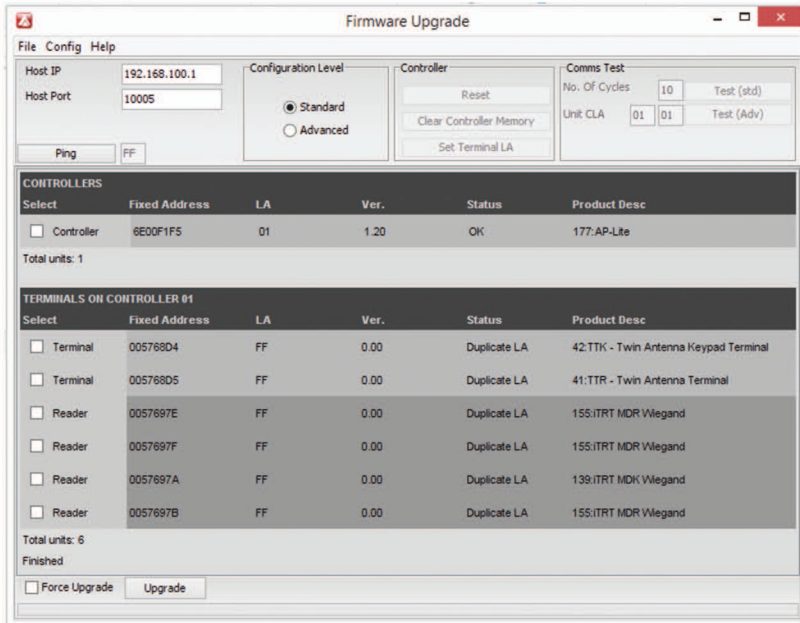 Firmware Upgrade
File Config Help
Host IP 192.168.100.1
Host Port 10005
Ping FF
Configuration Level
Standard
Advanced
Controller
Reset
Clear Controller Memory
Set Terminal LA
Comms Test
No. Of Cycles 10 Test (std)
Unit CLA 01 01 Test (Adv)
CONTROLLERS
Select Fixed Address LA Ver. Status Product Desc
Controller 6E00F1F5 01 1.20 OK 177:AP-Lite
Total units: 1
TERMINALS ON CONTROLLER 01
Select Fixed Address LA Ver. Status Product Desc
Terminal 005768D4 FF 0.00 Duplicate LA 42:TTK - Twin Antenna Keypad Terminal
Terminal 005768D5 FF 0.00 Duplicate LA 41:TTR - Twin Antenna Terminal
Reader 0057697E FF 0.00 Duplicate LA 155:iTRT MDR Wiegand
Reader 0057697F FF 0.00 Duplicate LA 155:iTRT MDR Wiegand
Reader 0057697A FF 0.00 Duplicate LA 139:iTRT MDK Wiegand
Reader 0057697B FF 0.00 Duplicate LA 155:iTRT MDR Wiegand
Total units: 6
Finished
Force Upgrade Upgrade